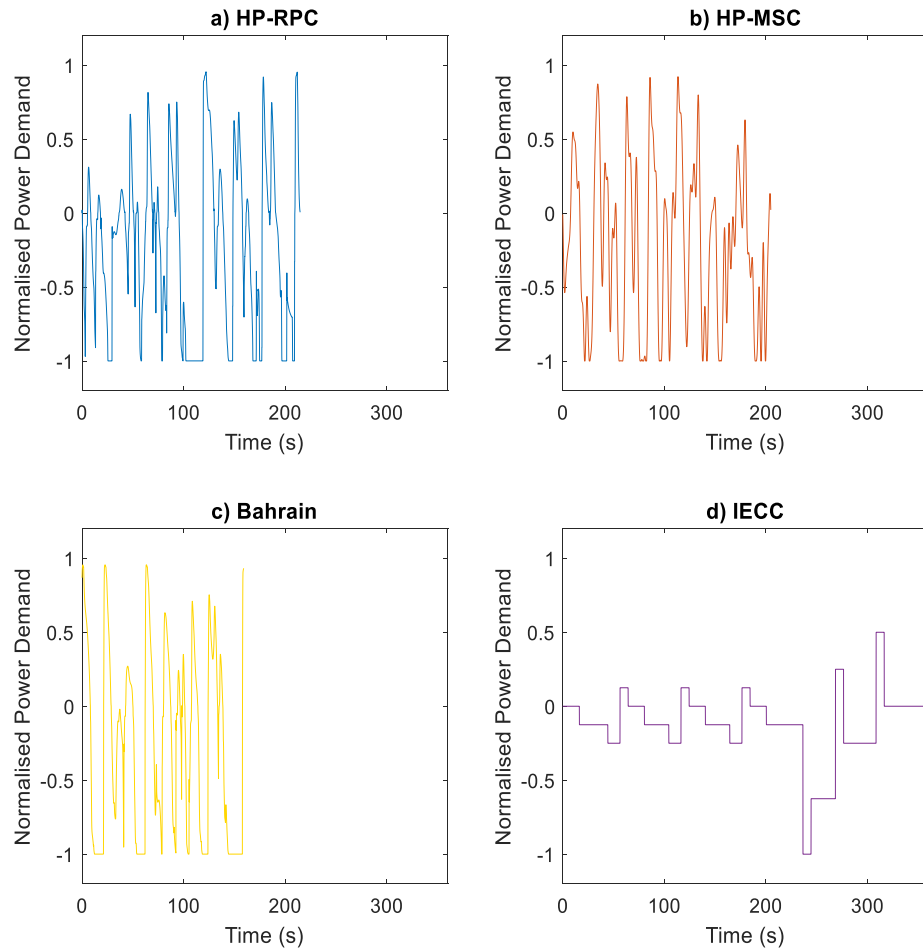 a) HP-RPC
Normalised Power Demand
1
0.5
0
-0.5
-1
0 100 200 300
Time (s)
b) HP-MSC
Normalised Power Demand
1
0.5
0
-0.5
-1
0 100 200 300
Time (s)
c) Bahrain
Normalised Power Demand
1
0.5
0
-0.5
-1
0 100 200 300
Time (s)
d) IECC
Normalised Power Demand
1
0.5
0
-0.5
-1
0 100 200 300
Time (s)